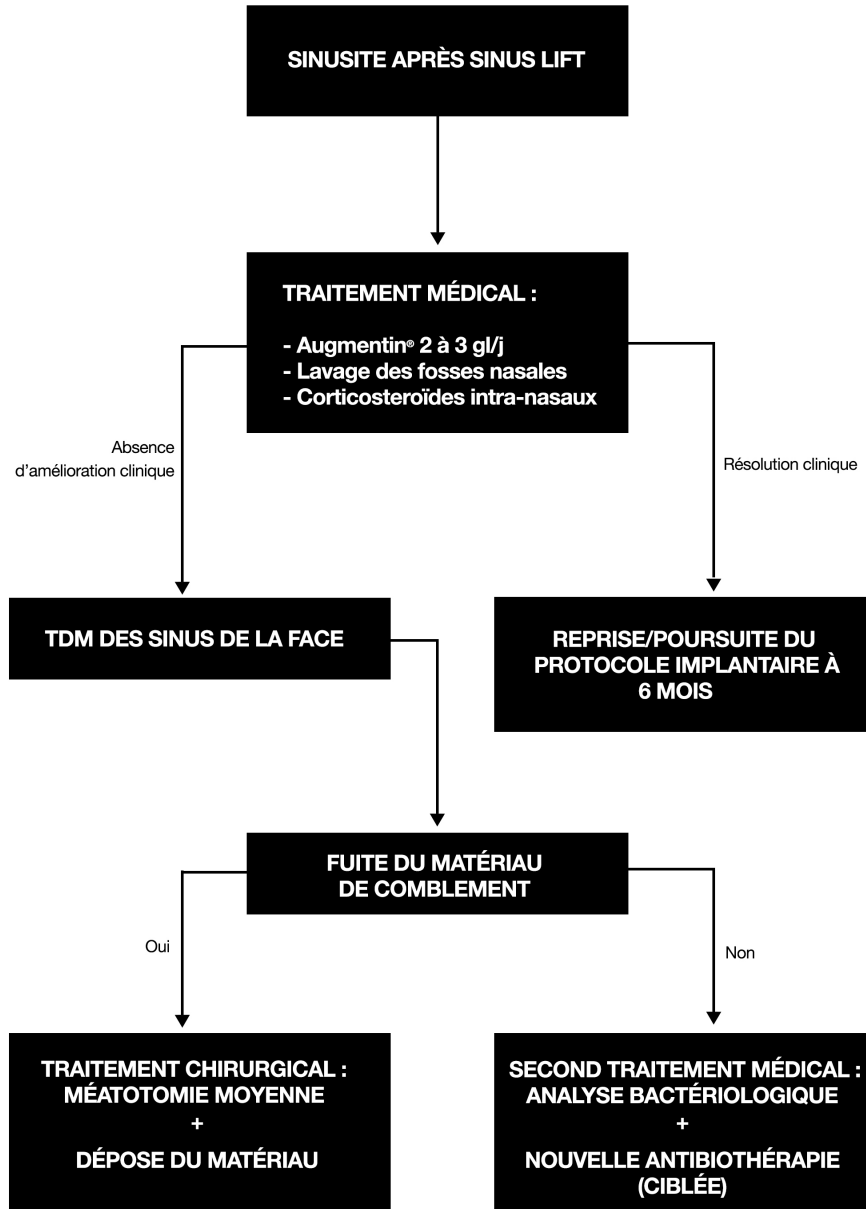 SINUSITE APRÈS SINUS LIFT
TRAITEMENT MÉDICAL :
- Augmentin® 2 à 3 gl/j
- Lavage des fosses nasales
- Corticosteroïdes intra-nasaux
Absence
d'amélioration clinique
Résolution clinique
TDM DES SINUS DE LA FACE
REPRISE/POURSUITE DU
PROTOCOLE IMPLANTAIRE À
6 MOIS
FUITE DU MATÉRIAU
DE COMBLEMENT
Oui
Non
TRAITEMENT CHIRURGICAL :
MÉATOTOMIE MOYENNE
+
DÉPOSE DU MATÉRIAU
SECOND TRAITEMENT MÉDICAL :
ANALYSE BACTÉRIOLOGIQUE
+
NOUVELLE ANTIBIOTHÉRAPIE
(CIBLÉE)